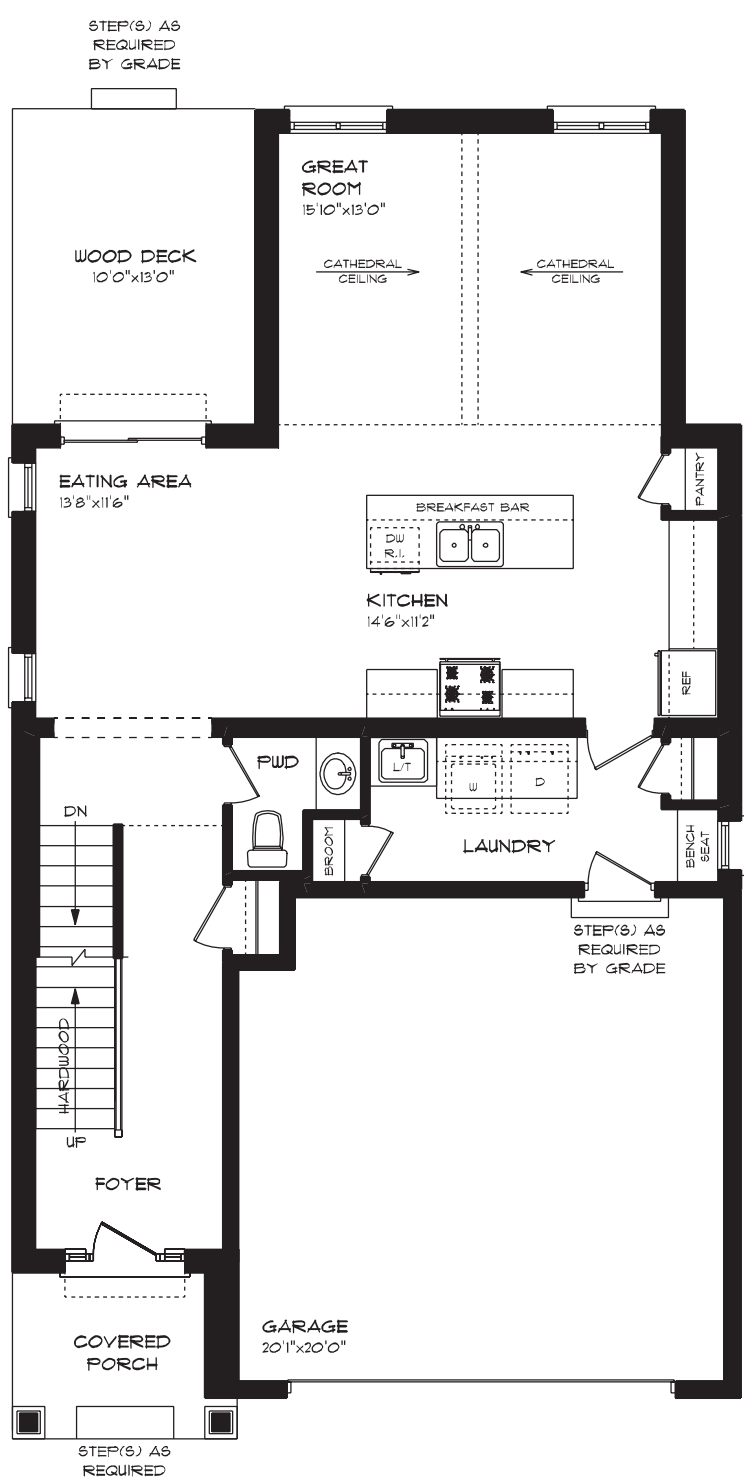 STEP(S) AS
REQUIRED
BY GRADE
GREAT
ROOM
15'10"x13'0"
WOOD DECK
10'0"x13'0"
CATHEDRAL
CEILING
CATHEDRAL
CEILING
EATING AREA
13'8"x11'6"
PANTRY
BREAKFAST BAR
DW
R.I.
KITCHEN
14'6"x11'2"
REF
PWD
L/T
W
D
DN
LAUNDRY
BROOM
BENCH
SEAT
STEP(S) AS
REQUIRED
BY GRADE
HARDWOOD
UP
FOYER
GARAGE
20'1"x20'0"
COVERED
PORCH
STEP(S) AS
REQUIRED